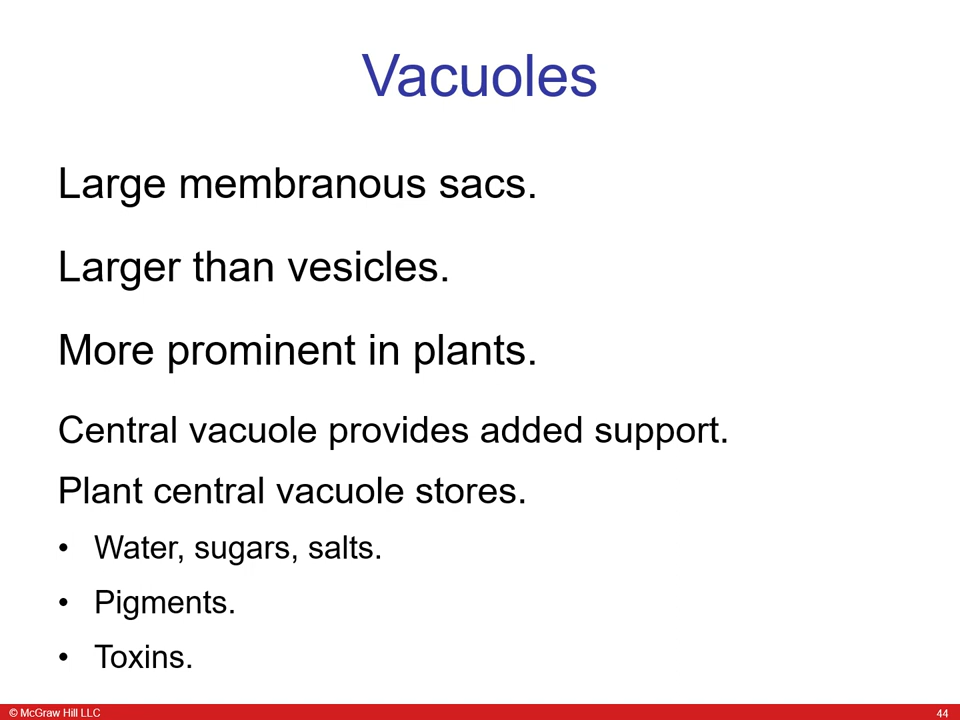 Vacuoles
Large membranous sacs.
Larger than vesicles.
More prominent in plants.
Central vacuole provides added support.
Plant central vacuole stores.
• Water, sugars, salts.
• Pigments.
• Toxins.
© McGraw Hill LLC
44